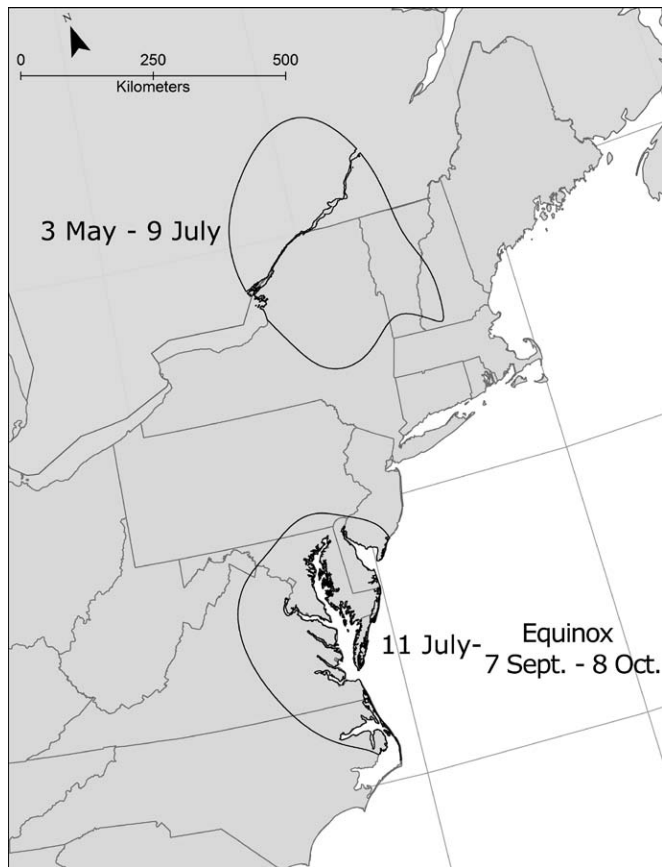 N
0 250 500
Kilometers
3 May - 9 July
11 July-
Equinox
7 Sept. - 8 Oct.